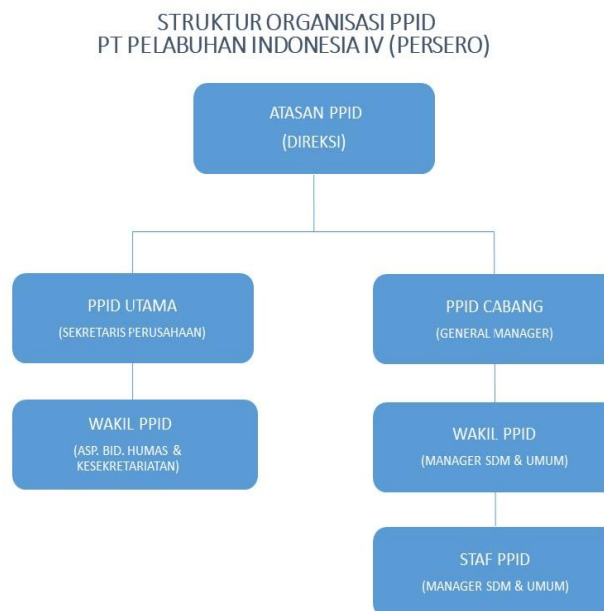 STRUKTUR ORGANISASI PPID
PT PELABUHAN INDONESIA IV (PERSERO)
ATASAN PPID
(DIREKSI)
PPID UTAMA
(SEKRETARIS PERUSAHAAN)
WAKIL PPID
(ASP. BID. HUMAS &
KESEKRETARIATAN)
PPID CABANG
(GENERAL MANAGER)
WAKIL PPID
(MANAGER SDM & UMUM)
STAF PPID
(MANAGER SDM & UMUM)